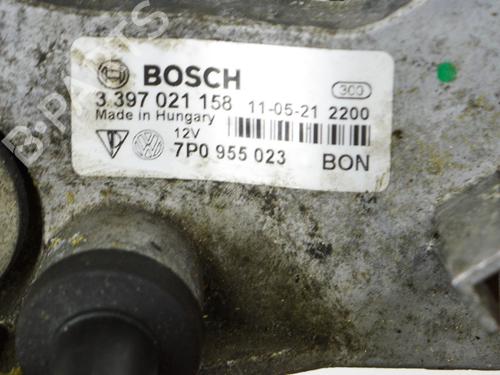 BOSCH
300
3 397 021 158 11-05-21 2200
Made in Hungary
12V
7P0 955 023 BON
B-PARTS